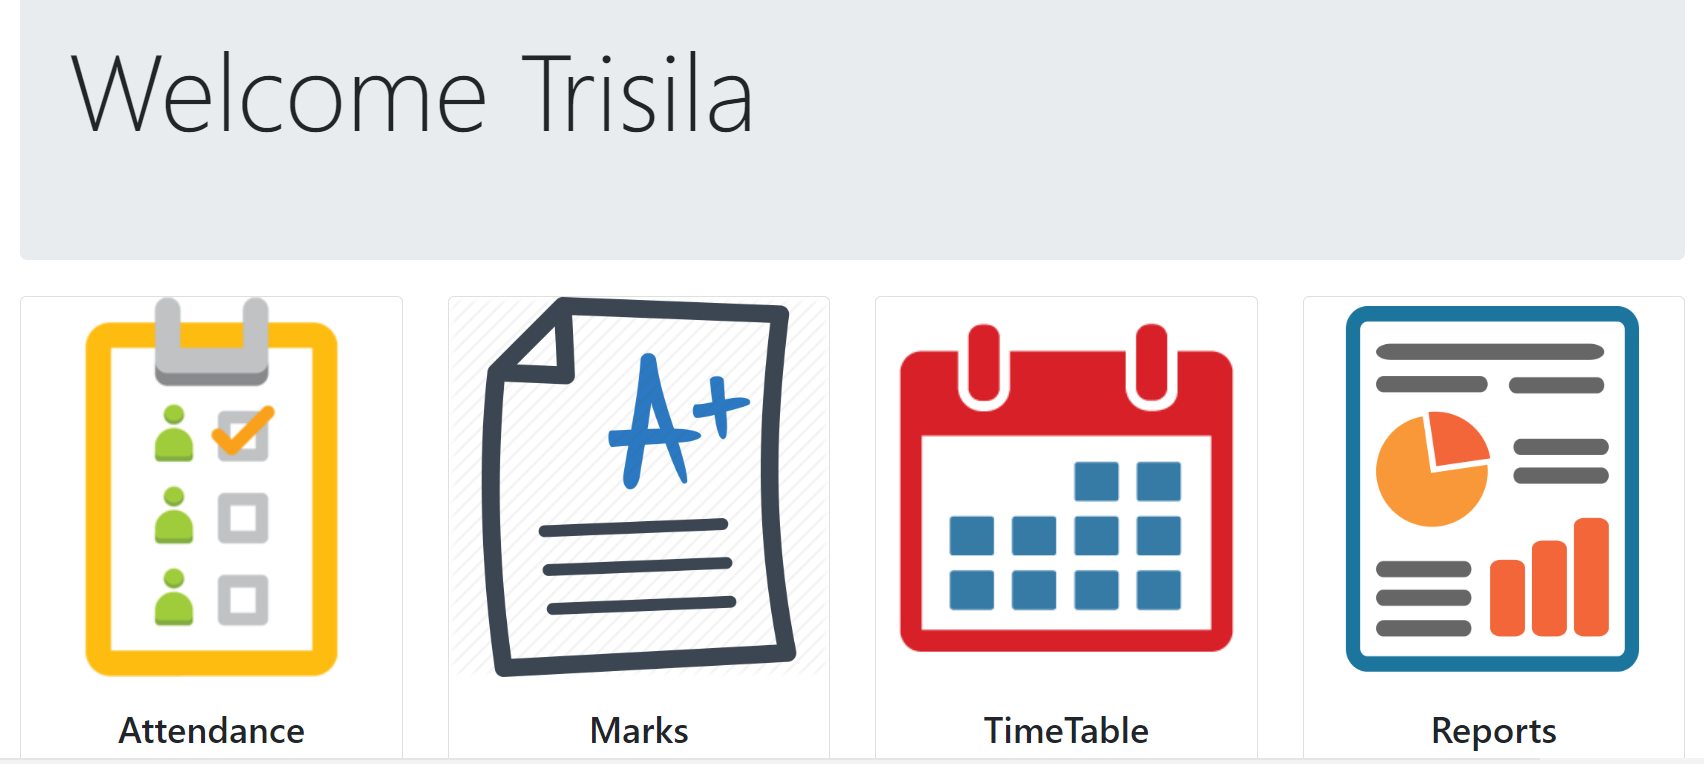 Welcome Trisila
A+
Attendance
Marks
TimeTable
Reports